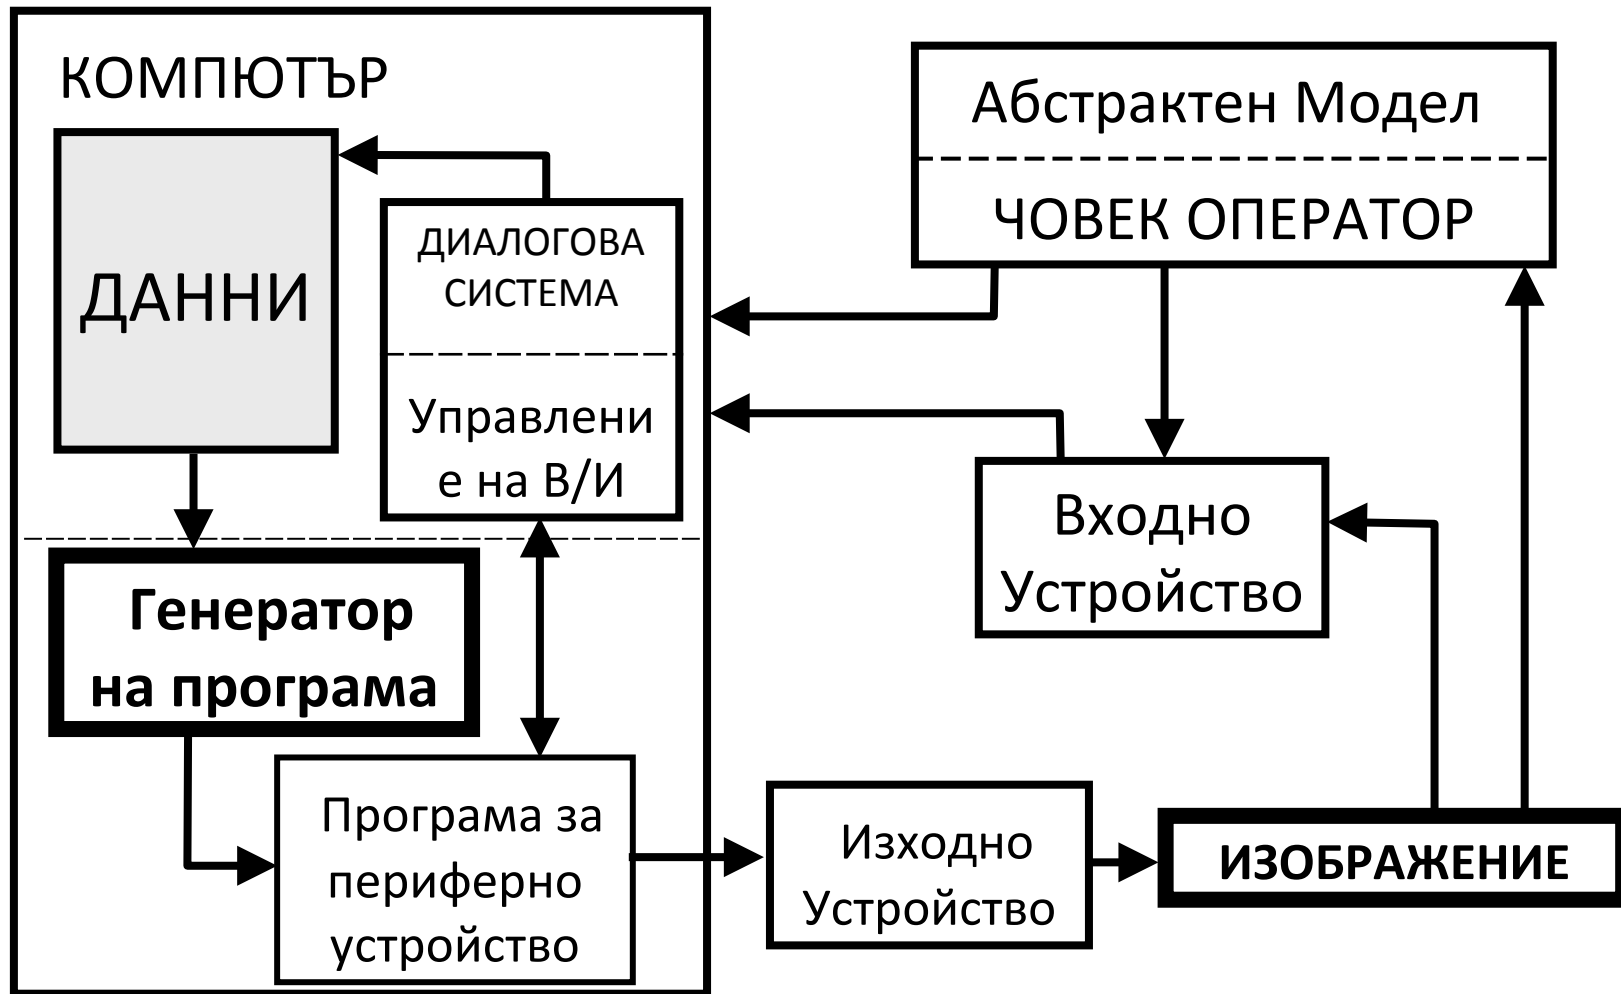 КОМПЮТЪР
ДАННИ
ДИАЛОГОВА
СИСТЕМА
Управлени
е на В/И
Генератор
на програма
Програма за
периферно
устройство
Абстрактен Модел
ЧОВЕК ОПЕРАТОР
Входно
Устройство
Изходно
Устройство
ИЗОБРАЖЕНИЕ